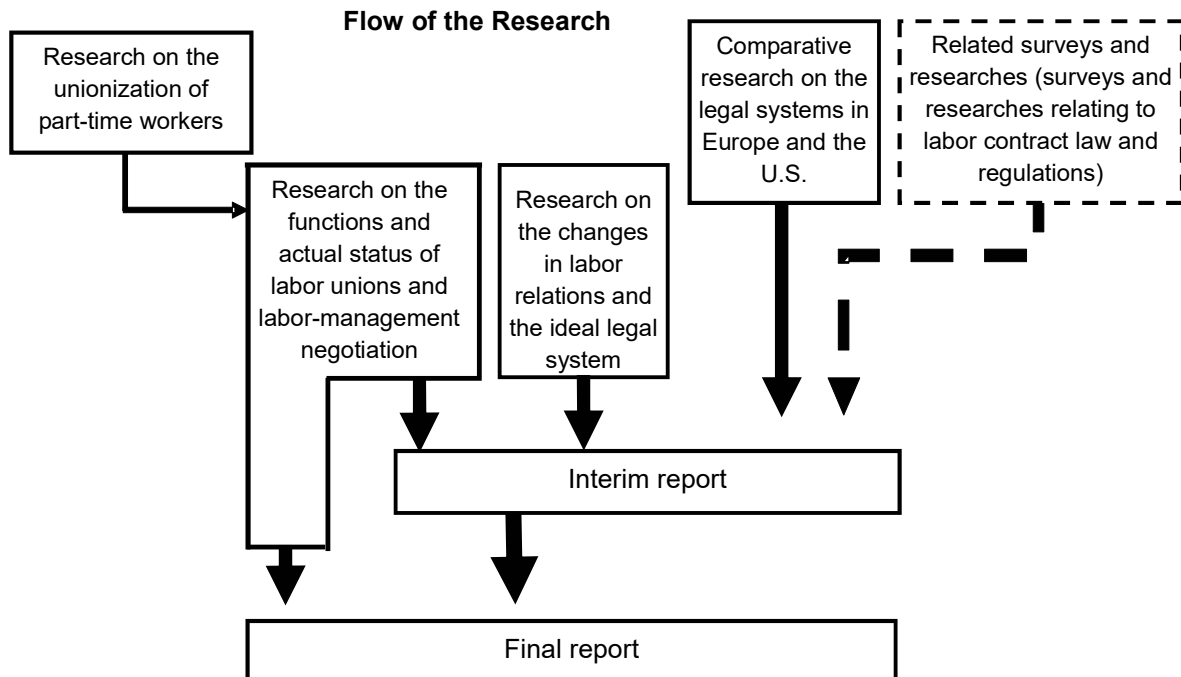 Flow of the Research
Research on the
unionization of
part-time workers
Comparative
research on the
legal systems in
Europe and the
U.S.
Related surveys and
researches (surveys and
researches relating to
labor contract law and
regulations)
Research on the
functions and
actual status of
labor unions and
labor-management
negotiation
Research on
the changes
in labor
relations and
the ideal legal
system
Interim report
Final report